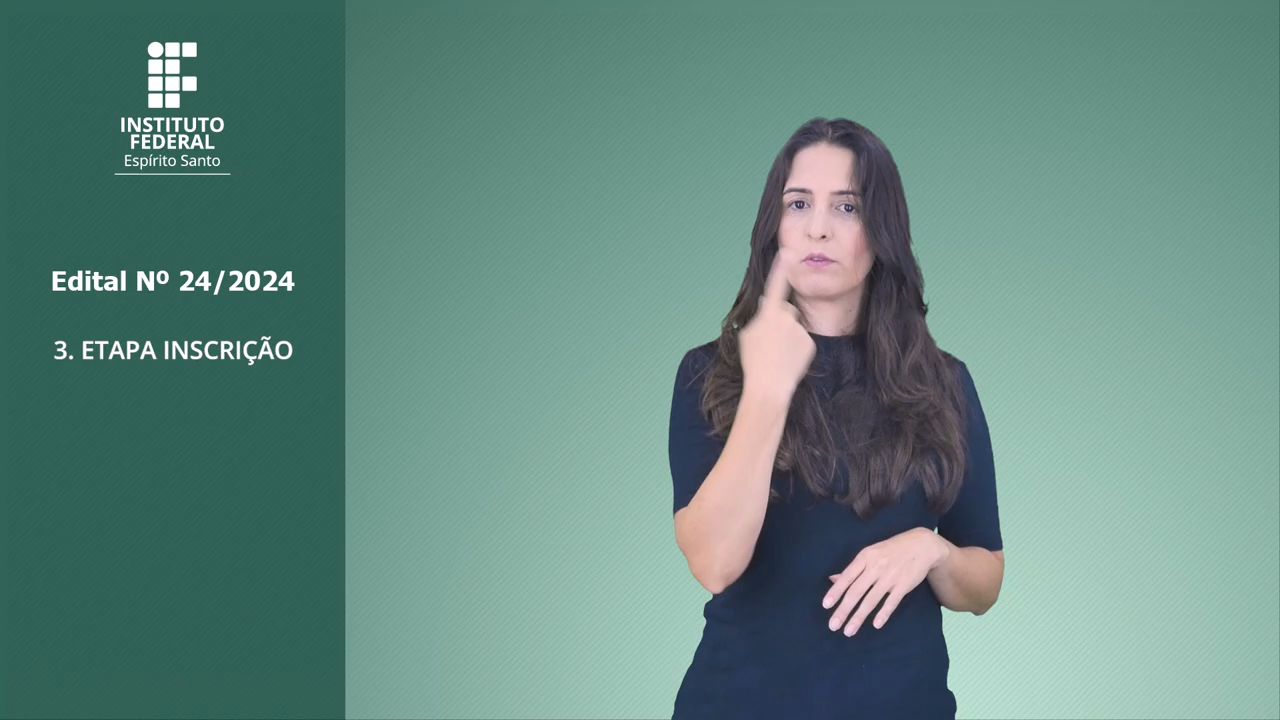 INSTITUTO
FEDERAL
Espírito Santo
Edital Nº 24/2024
3. ETAPA INSCRIÇÃO